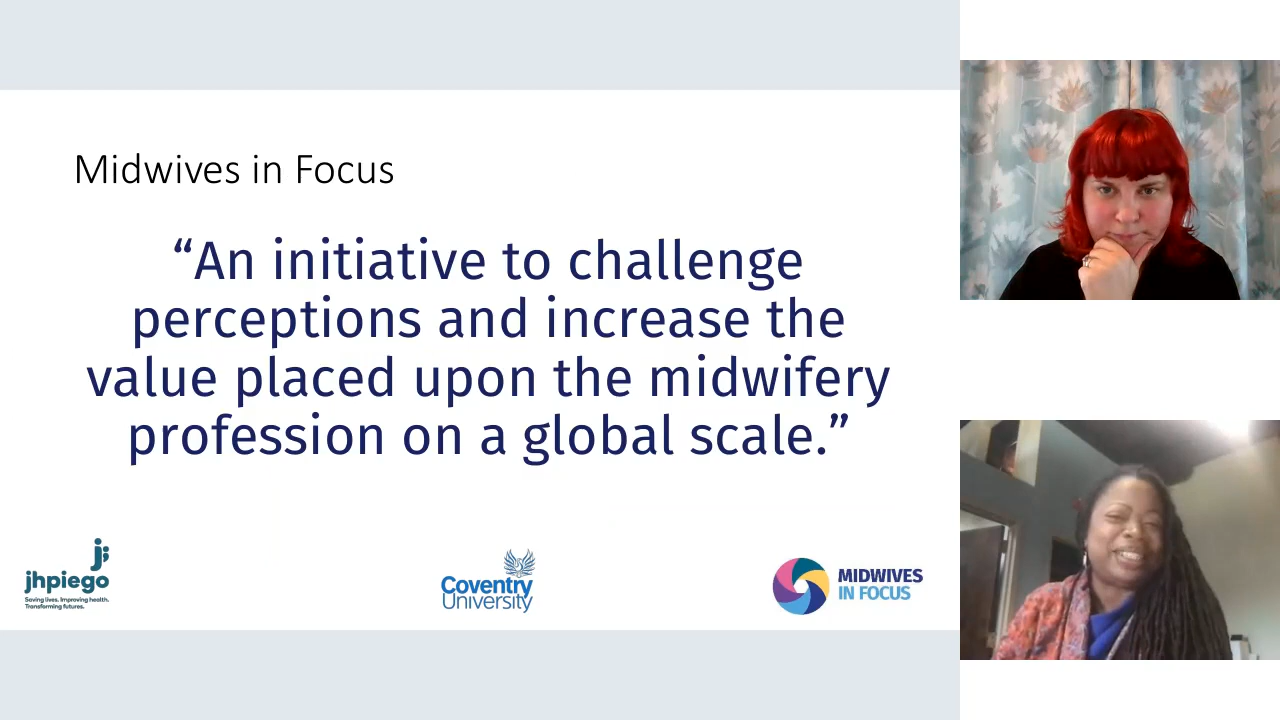 Midwives in Focus
“An initiative to challenge
perceptions and increase the
value placed upon the midwifery
profession on a global scale.”
jhpiego
Saving lives. Improving health.
Transforming futures.
Coventry
University
MIDWIVES
IN FOCUS